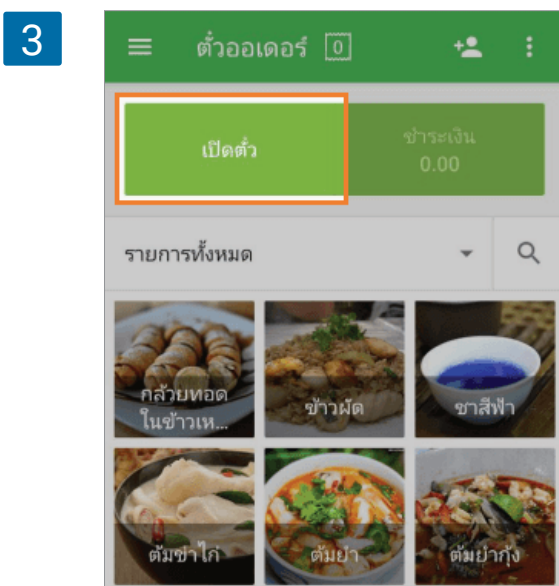 3
ตั๋วออเดอร์ 0
เปิดตั๋ว
ชำระเงิน
0.00
รายการทั้งหมด
กล้วยทอด
ในข้าวเห...
ข้าวผัด
ชาสีฟ้า
ต้มข่าไก่
ต้มยำ
ต้มยำกุ้ง